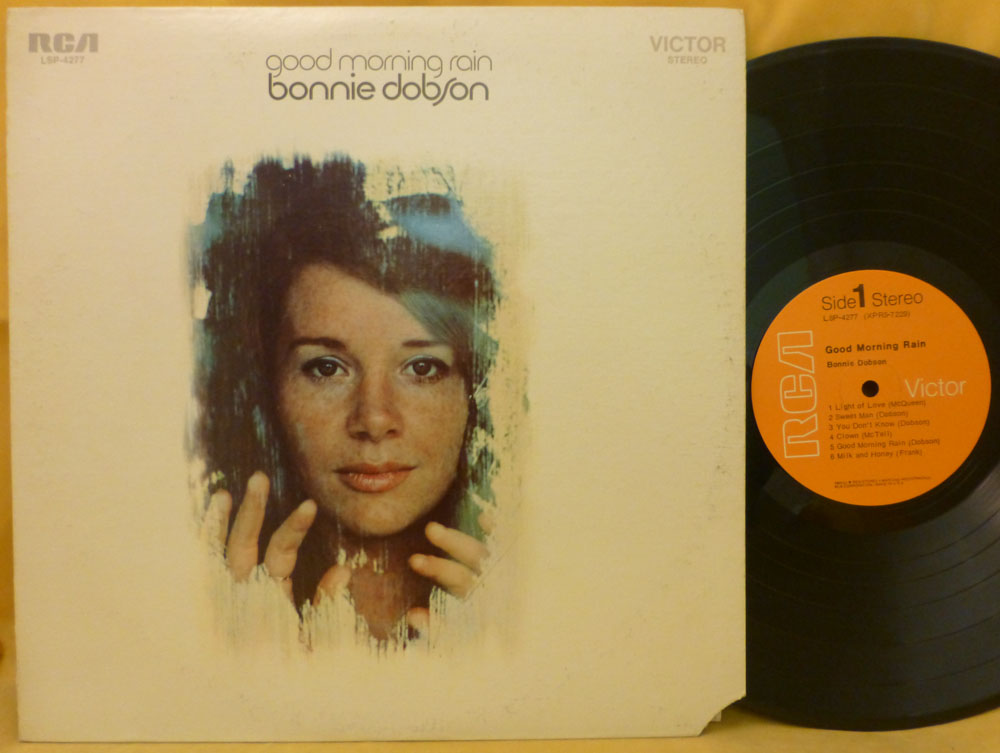 RCA
LSP-4277
good morning rain
bonnie dobson
VICTOR
STEREO
Side 1 Stereo
LSP-4277 (XPRS-7229)
Good Morning Rain
Bonnie Dobson
RCA
Victor
1 Light of Love (McQueen)
2 Sweet Man (Dobson)
3 You Don't Know (Dobson)
4 Clown (McTell)
5 Good Morning Rain (Dobson)
6 Milk and Honey (Frank)